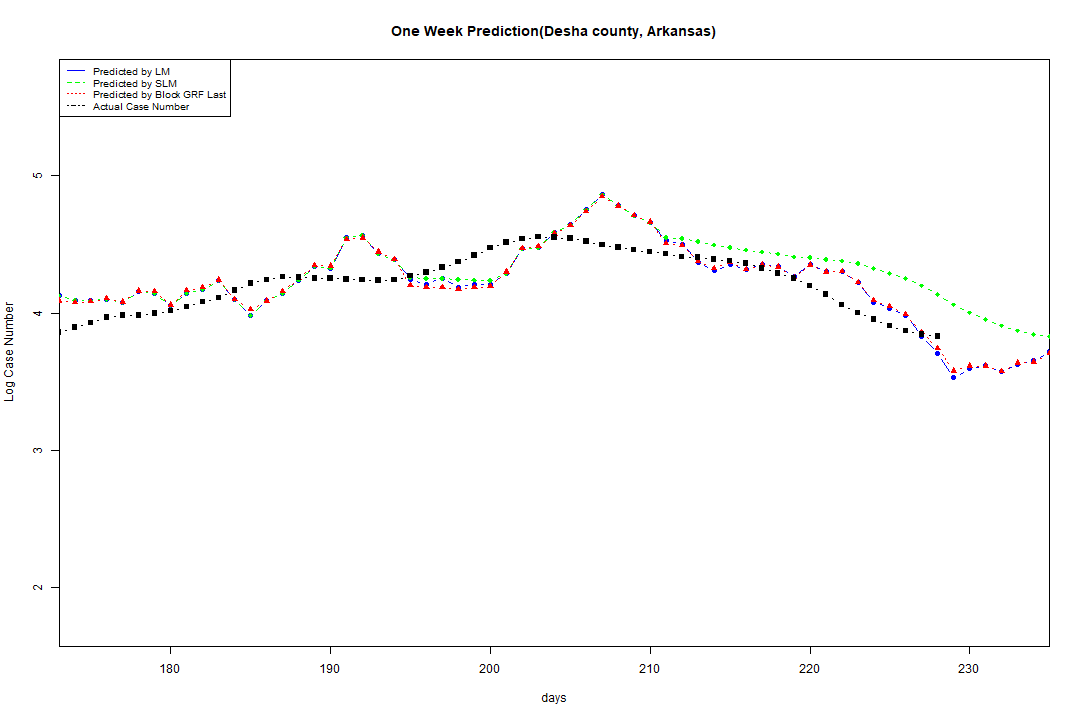 One Week Prediction(Desha county, Arkansas)
Predicted by LM
Predicted by SLM
Predicted by Block GRF Last
Actual Case Number
5
4
3
2
Log Case Number
180 190 200 210 220 230
days